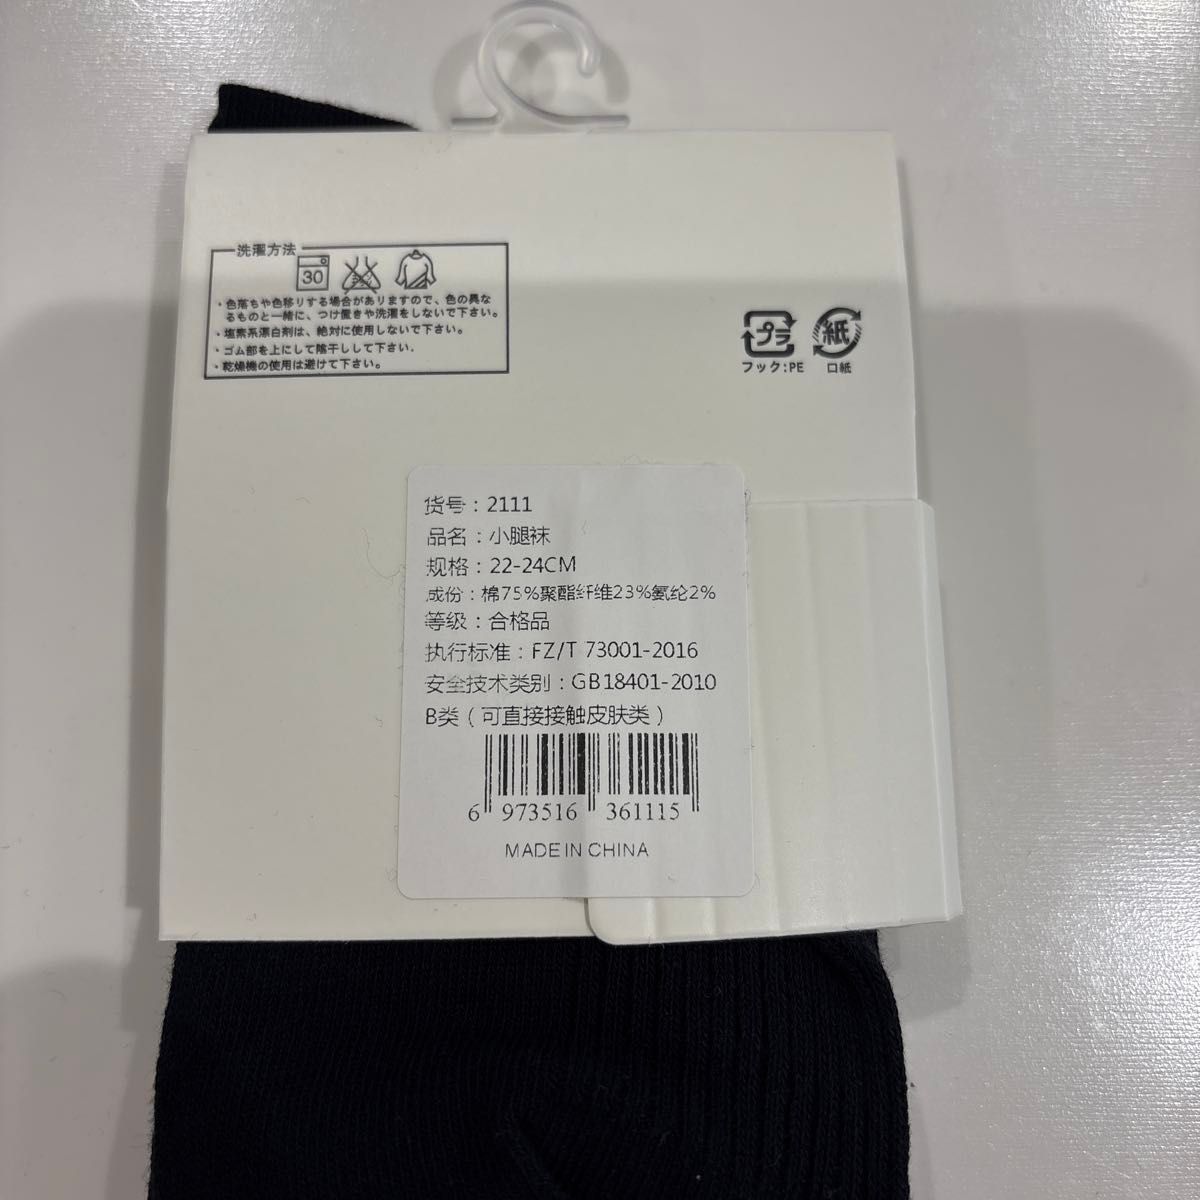 洗濯方法
30
・色落ちや色移りする場合がありますので、色の異な
るものと一緒に、つけ置きや洗濯をしないで下さい。
・塩素系漂白剤は、絶対に使用しないで下さい。
・ゴム部を上にして陰干しして下さい.
・乾燥機の使用は避けて下さい。
プラ
紙
フック:PE
口紙
货号：2111
品名：小腿袜
规格：22-24CM
成份：棉75%聚酯纤维23%氨纶2%
等级：合格品
执行标准：FZ/T 73001-2016
安全技术类别：GB18401-2010
B类（可直接接触皮肤类）
6 973516 361115
MADE IN CHINA